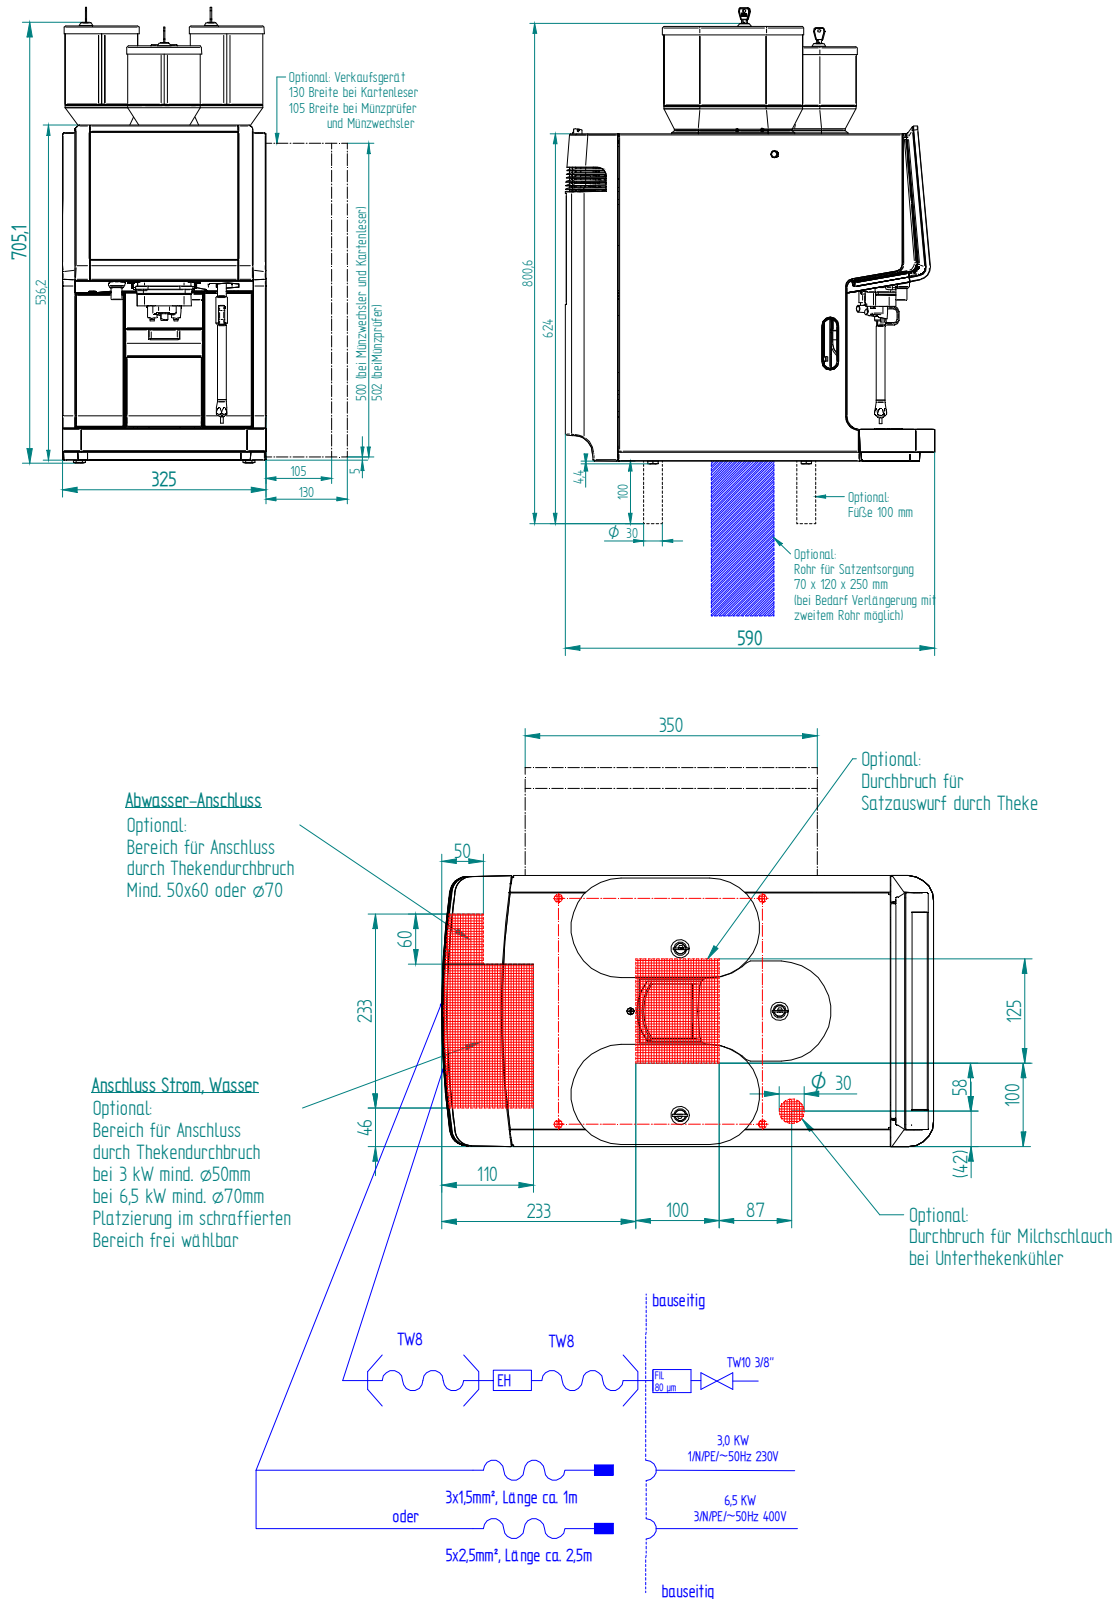 Optional: Verkaufsgerät
130 Breite bei Kartenleser
105 Breite bei Münzprüfer
und Münzwechsler
705,1
536,2
500 (bei Münzwechsler und Kartenleser)
502 (beiMünzprüfer)
325
105
130
5
800,6
624
4,4
100
Ø 30
Optional:
Füße 100 mm
Optional:
Rohr für Satzentsorgung
70 x 120 x 250 mm
(bei Bedarf Verlängerung mit
zweitem Rohr möglich)
590
350
Optional:
Durchbruch für
Satzauswurf durch Theke
Abwasser-Anschluss
Optional:
Bereich für Anschluss
durch Thekendurchbruch
Mind. 50x60 oder ø70
50
60
233
46
110
233
100
87
Ø 30
125
58
100
(42)
Anschluss Strom, Wasser
Optional:
Bereich für Anschluss
durch Thekendurchbruch
bei 3 kW mind. ø50mm
bei 6,5 kW mind. ø70mm
Platzierung im schraffierten
Bereich frei wählbar
Optional:
Durchbruch für Milchschlauch
bei Unterthekenkühler
bauseitig
TW8
TW8
EH
FIL
80 µm
TW10 3/8"
3,0 KW
1/N/PE/~50Hz 230V
3x1,5mm², Länge ca. 1m
oder
6,5 KW
3/N/PE/~50Hz 400V
5x2,5mm², Länge ca. 2,5m
bauseitig